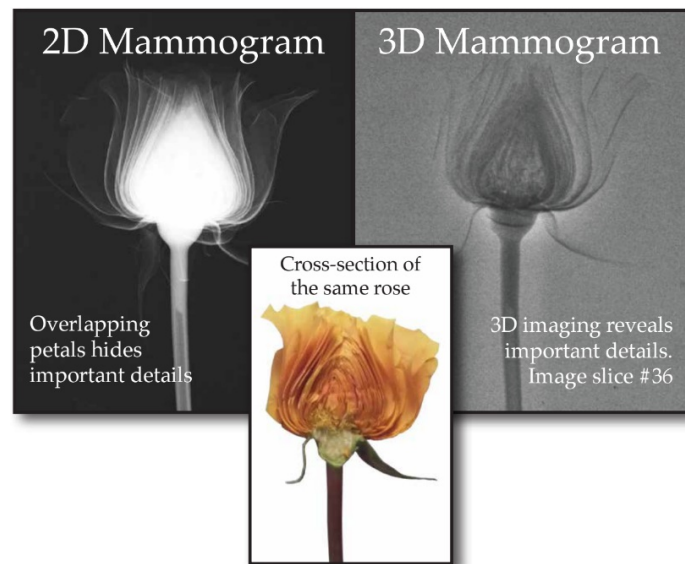 2D Mammogram
3D Mammogram
Overlapping
petals hides
important details
Cross-section of
the same rose
3D imaging reveals
important details.
Image slice #36